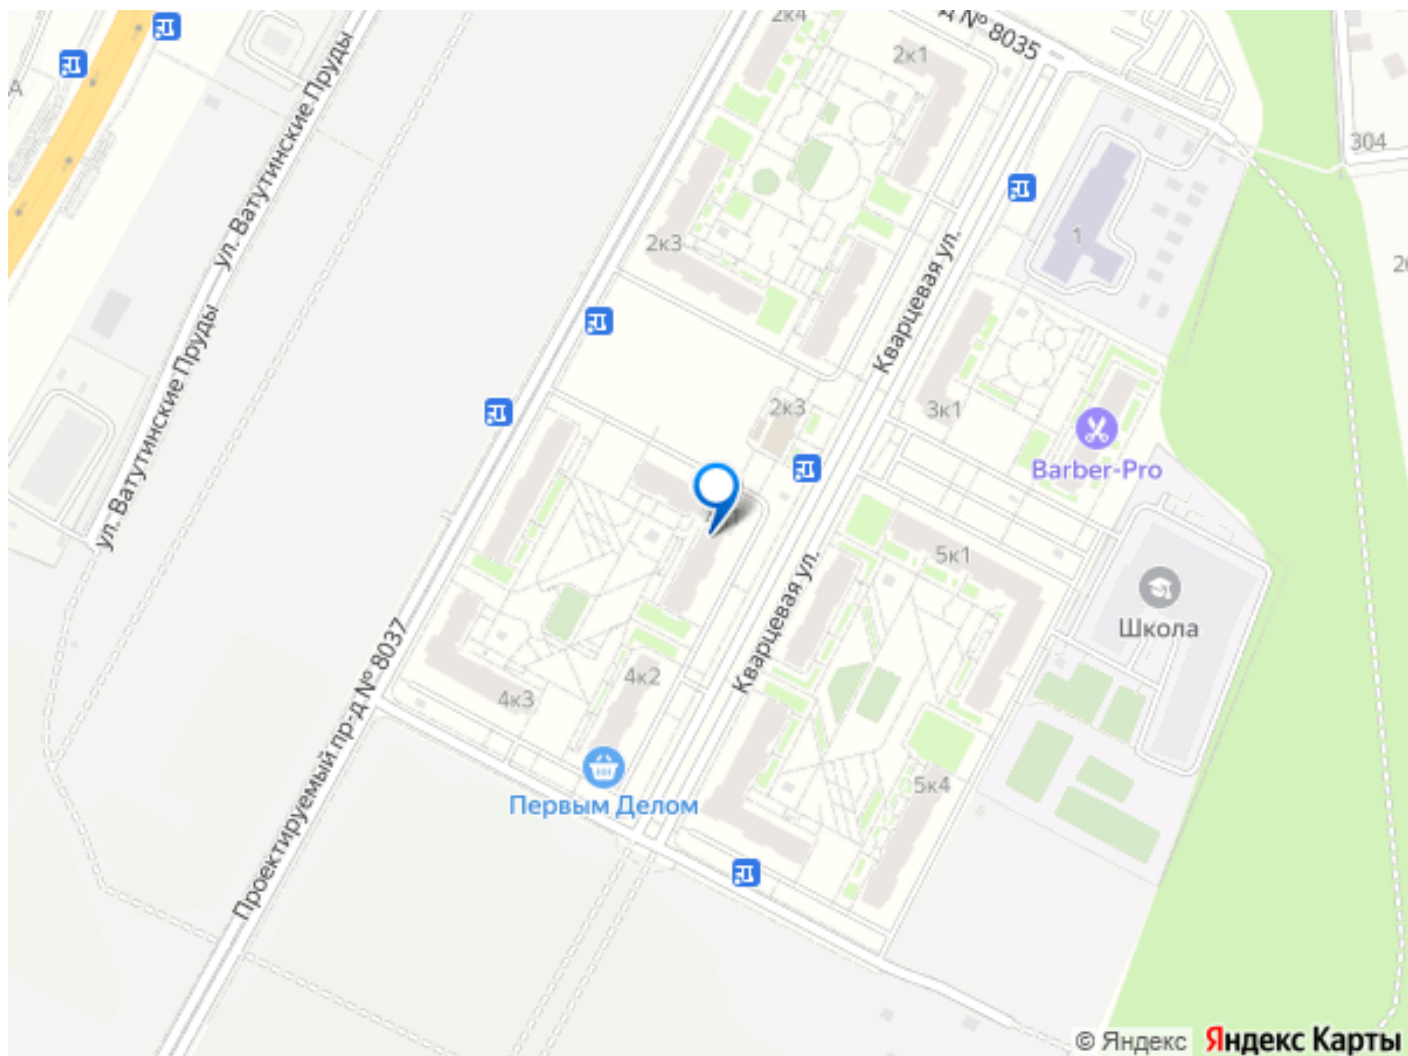 2к4
д № 8035
2к1
А
ул. Ватутинские Пруды
304
1
2к3
Кварцевая ул.
ул. Ватутинские Пруды
2к3
3к1
Barber-Pro
5к1
Кварцевая ул.
Школа
Проектируемый пр-д № 8037
4к2
4к3
5к4
Первым Делом
© Яндекс Яндекс Карты